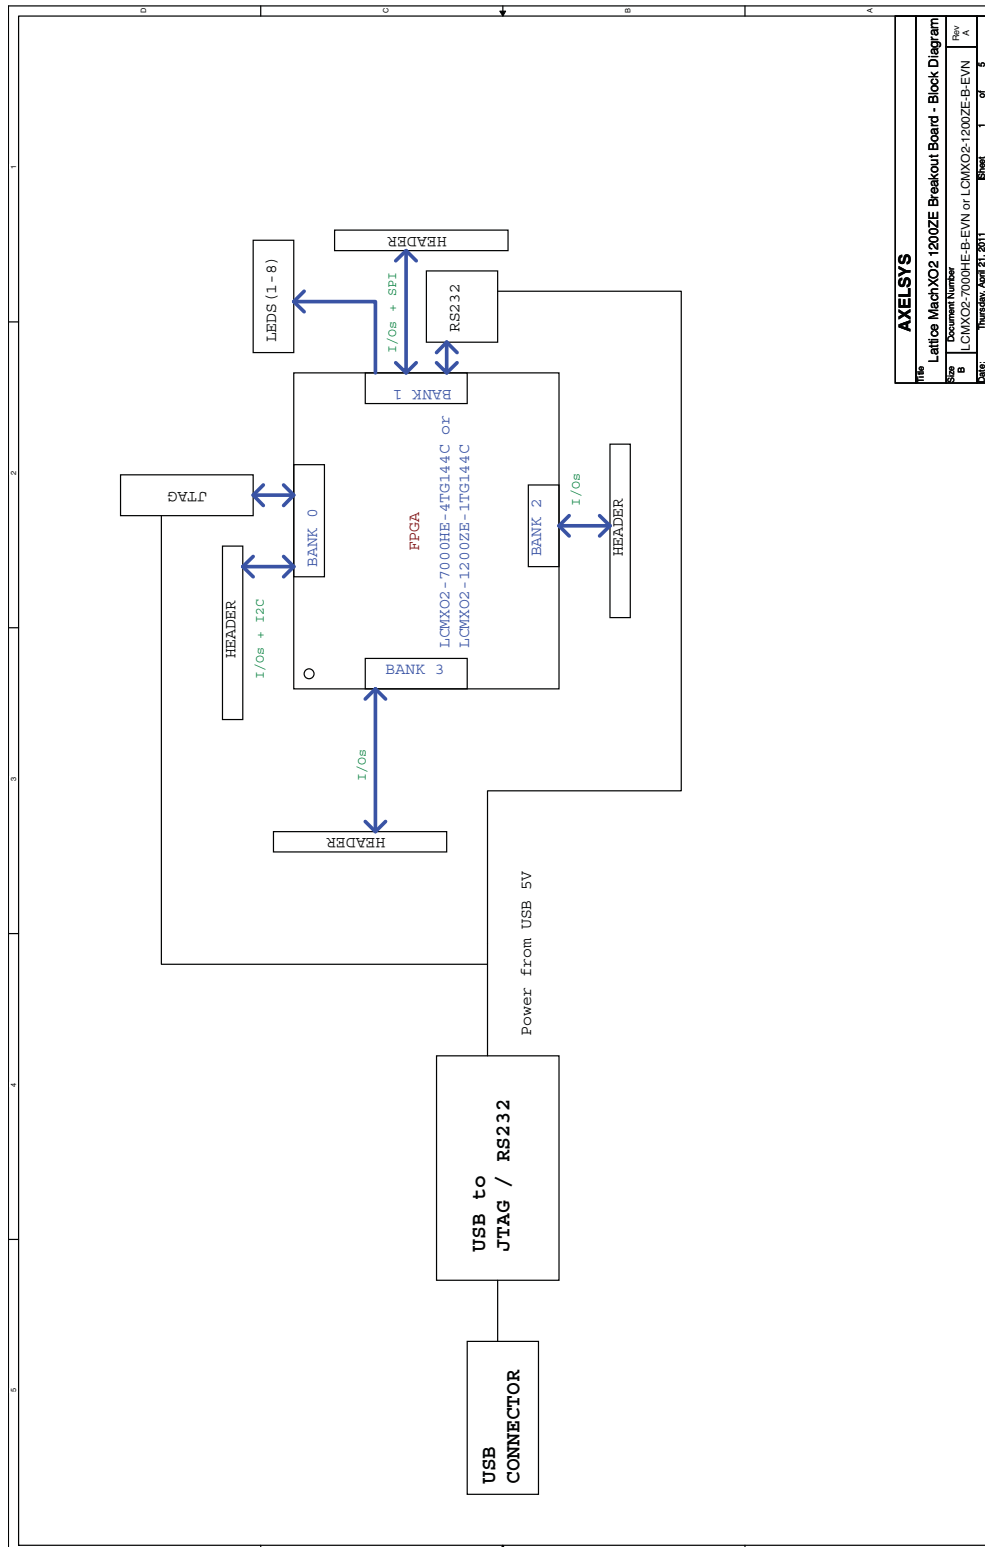 5
4
3
2
1
D
C
B
A
USB
CONNECTOR
USB to
JTAG / RS232
Power from USB 5V
HEADER
I/Os
HEADER
I/Os + I2C
JTAG
BANK 0
BANK 3
FPGA
LCMXO2-7000HE-4TG144C or
LCMXO2-1200ZE-1TG144C
BANK 2
I/Os
HEADER
BANK 1
LEDS(1-8)
I/Os + SPI
HEADER
RS232
AXELSYS
Title
Lattice MachXO2 1200ZE Breakout Board - Block Diagram
Size
Document Number
Rev
B
LCMXO2-7000HE-B-EVN or LCMXO2-1200ZE-B-EVN
A
Date:
Thursday, April 21, 2011
Sheet
1
of
5